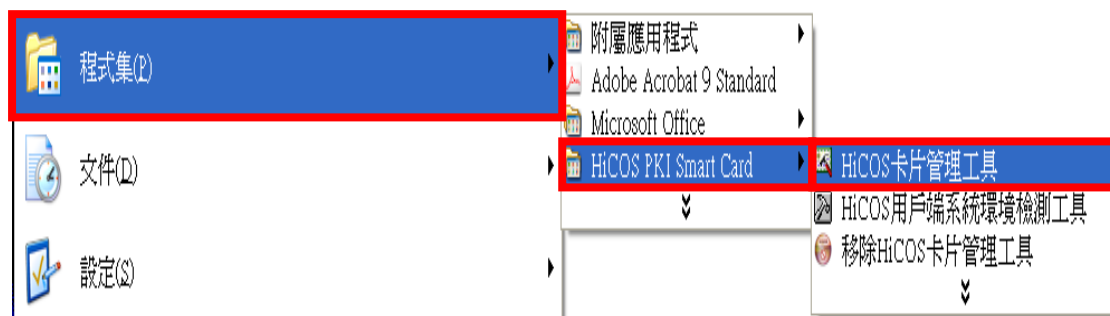 程式集(P)
文件(D)
設定(S)
附屬應用程式
Adobe Acrobat 9 Standard
Microsoft Office
HiCOS PKI Smart Card
HiCOS卡片管理工具
HiCOS用戶端系統環境檢測工具
移除HiCOS卡片管理工具